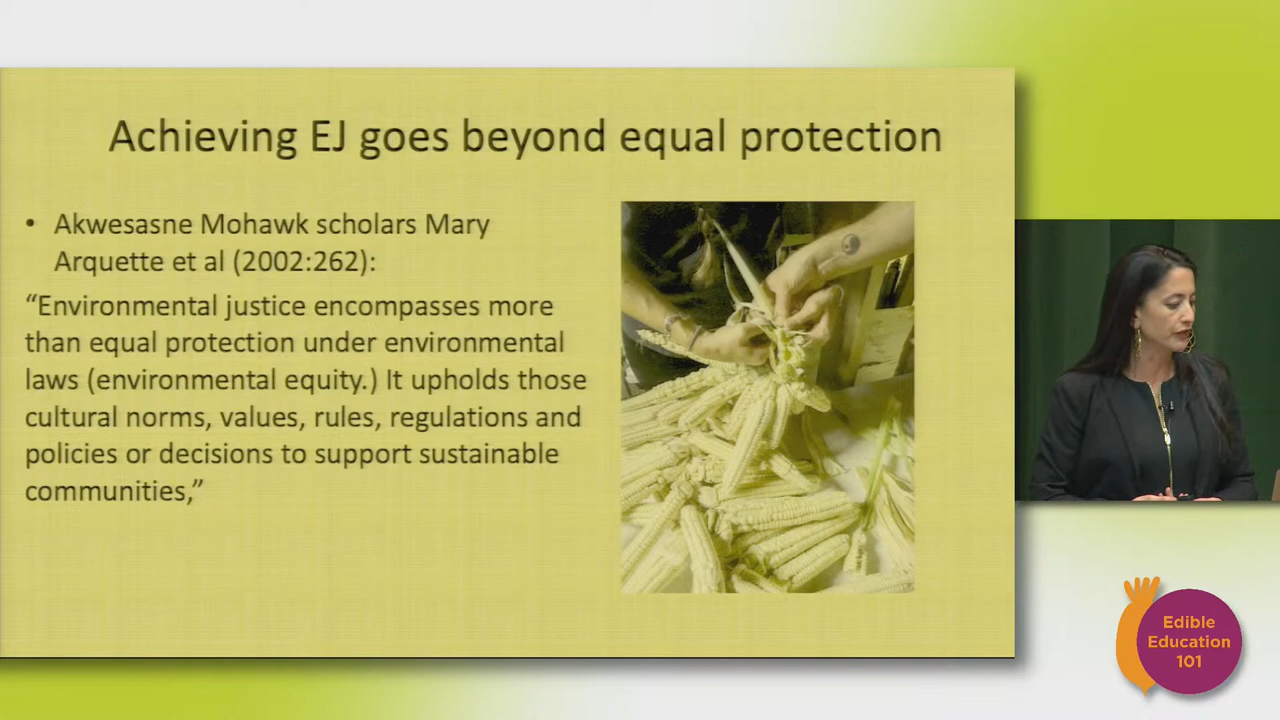 Achieving EJ goes beyond equal protection
• Akwesasne Mohawk scholars Mary
Arquette et al (2002:262):
“Environmental justice encompasses more
than equal protection under environmental
laws (environmental equity.) It upholds those
cultural norms, values, rules, regulations and
policies or decisions to support sustainable
communities,”
Edible
Education
101